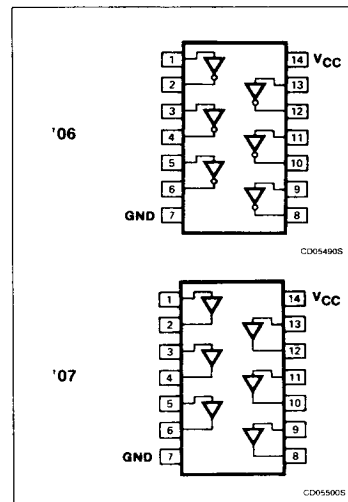 '06
1 14 VCC
2 13
3 12
4 11
5 10
6 9
GND 7 8
CD05490S
'07
1 14 VCC
2 13
3 12
4 11
5 10
6 9
GND 7 8
CD05500S